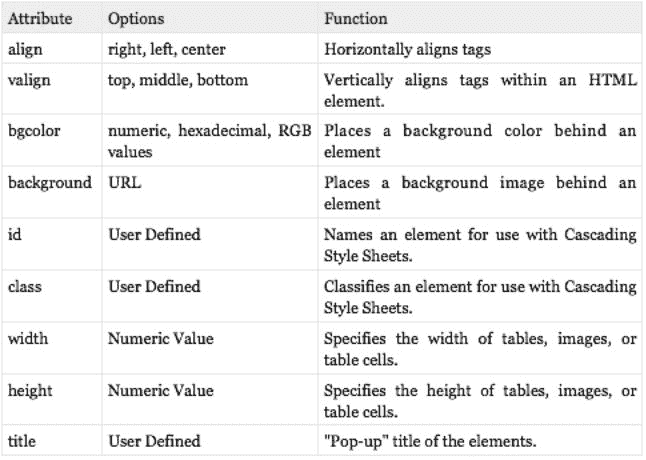 Attribute Options Function
align right, left, center Horizontally aligns tags
valign top, middle, bottom Vertically aligns tags within an HTML
element.
bgcolor numeric, hexadecimal, RGB Places a background color behind an
values element
background URL Places a background image behind an
element
id User Defined Names an element for use with Cascading
Style Sheets.
class User Defined Classifies an element for use with Cascading
Style Sheets.
width Numeric Value Specifies the width of tables, images, or
table cells.
height Numeric Value Specifies the height of tables, images, or
table cells.
title User Defined "Pop-up" title of the elements.